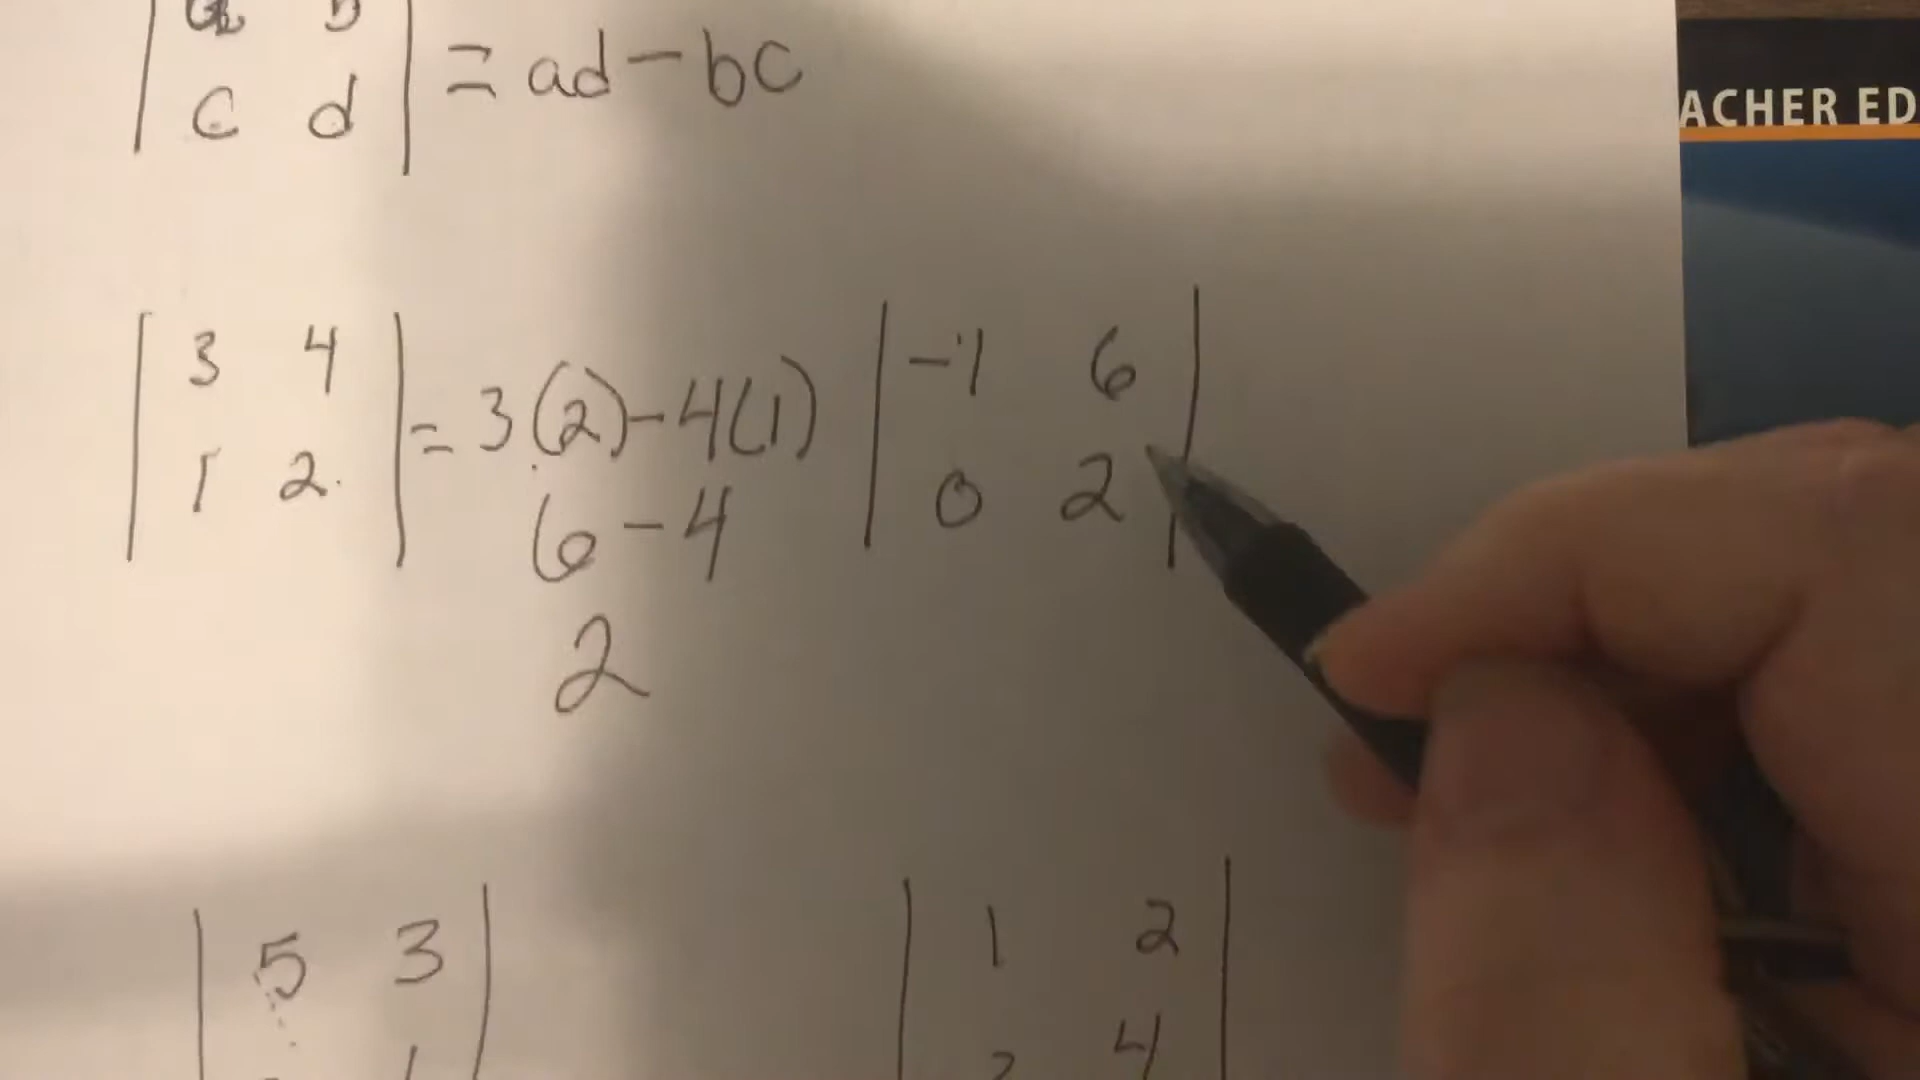 a b
c d
= ad - bc
ACHER ED
3 4
1 2.
= 3(2) - 4(1)
6 - 4
2
-1 6
0 2
5 3
1 2
4